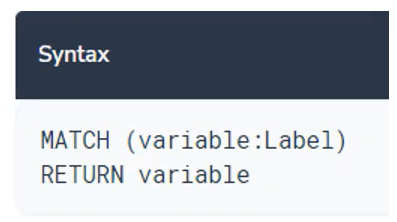 Syntax
MATCH (variable:Label)
RETURN variable